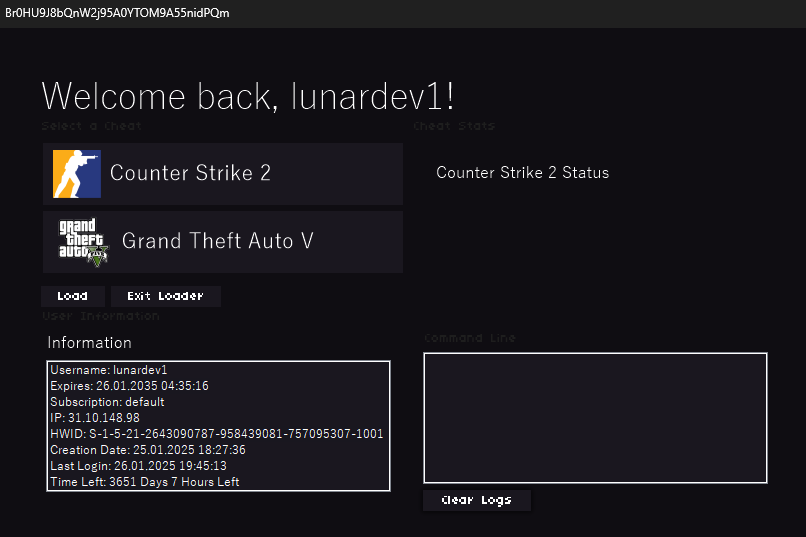 Br0HU9J8bQnW2j95A0YTOM9A55nidPQm
Welcome back, lunardev1!
Select a Cheat
Counter Strike 2
grand
theft
auto V
Grand Theft Auto V
Load
Exit Loader
Cheat Stats
Counter Strike 2 Status
User Information
Information
Username: lunardev1
Expires: 26.01.2035 04:35:16
Subscription: default
IP: 31.10.148.98
HWID: S-1-5-21-2643090787-958439081-757095307-1001
Creation Date: 25.01.2025 18:27:36
Last Login: 26.01.2025 19:45:13
Time Left: 3651 Days 7 Hours Left
Command Line
Clear Logs